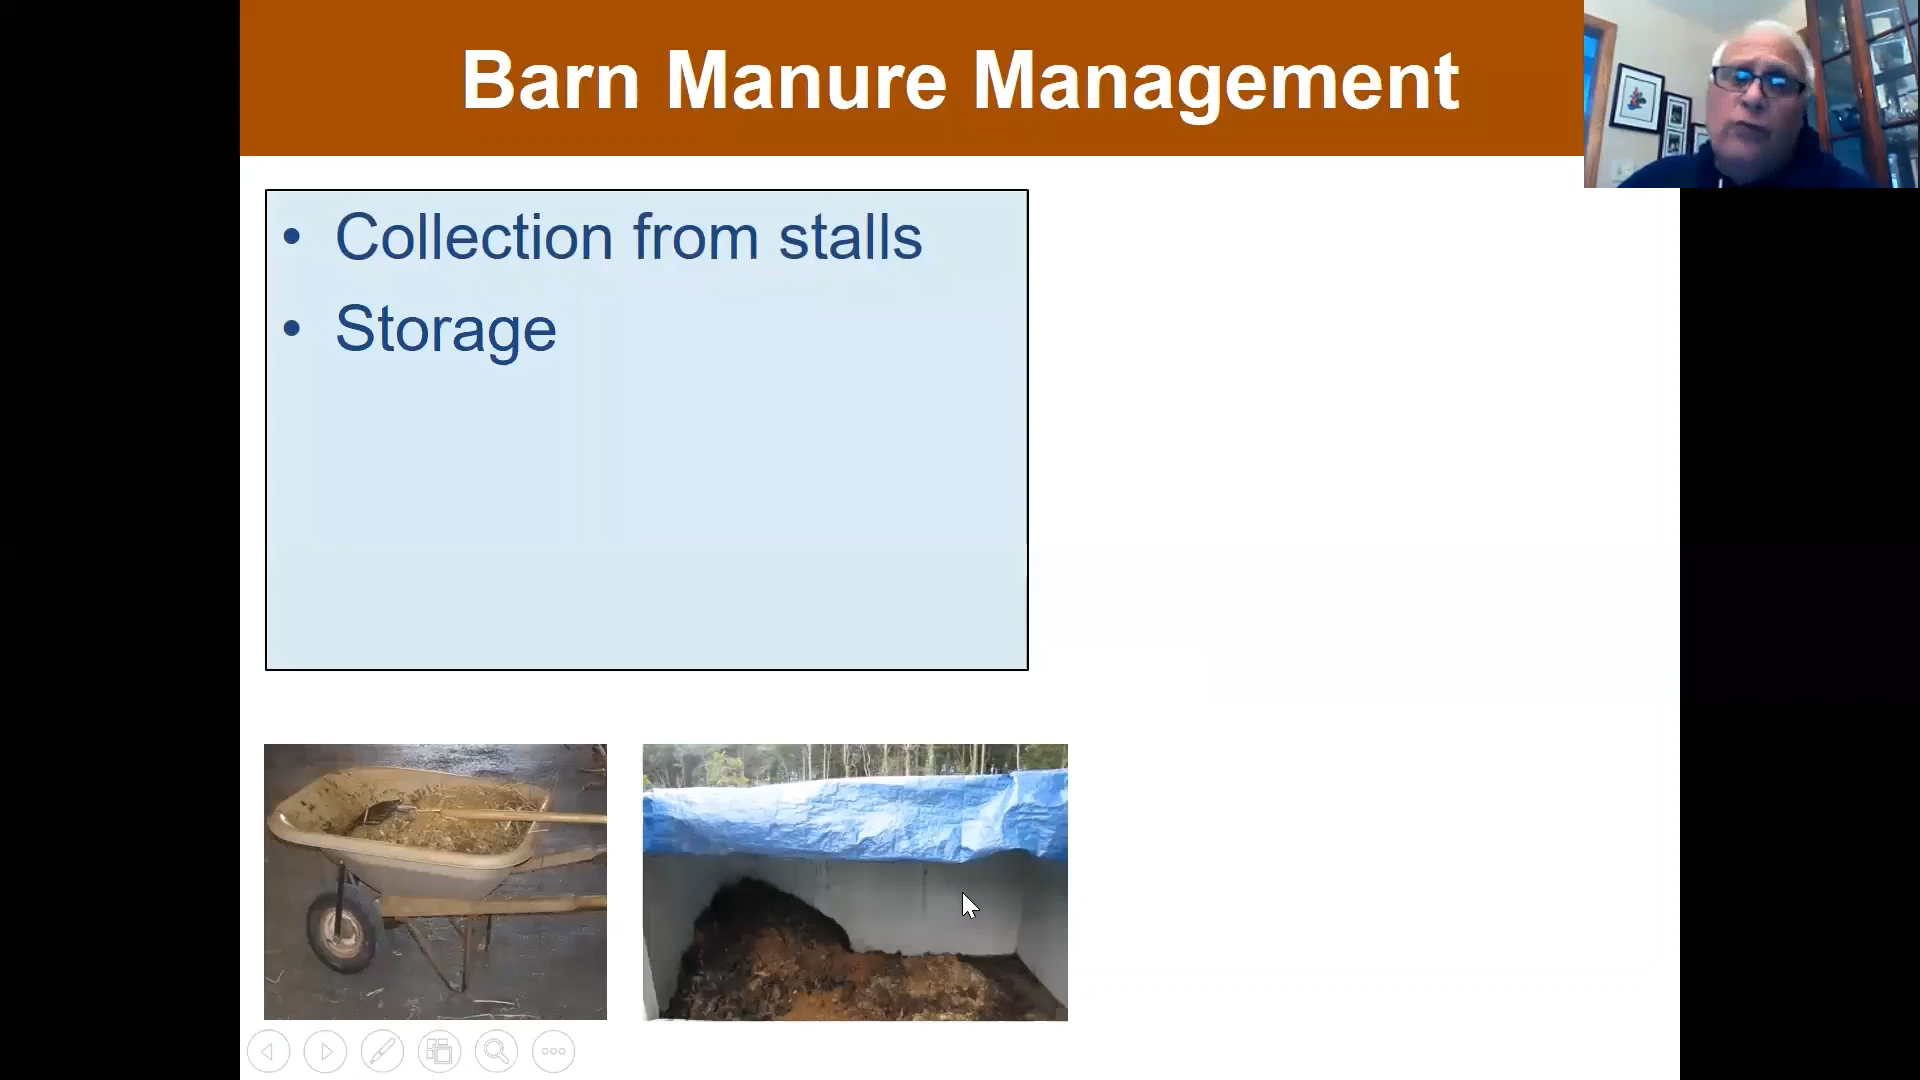 Barn Manure Management
• Collection from stalls
• Storage